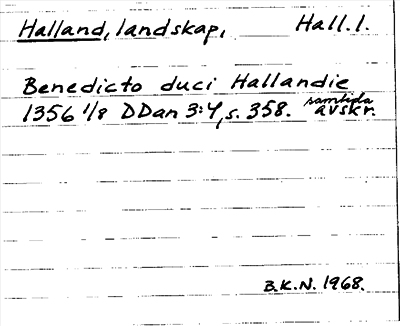 Halland, landskap, Hall. l.
Benedicto duci Hallandie
1356 1/8 DDan 3:4, s. 358. samtida avskr.
B.K.N. 1968.